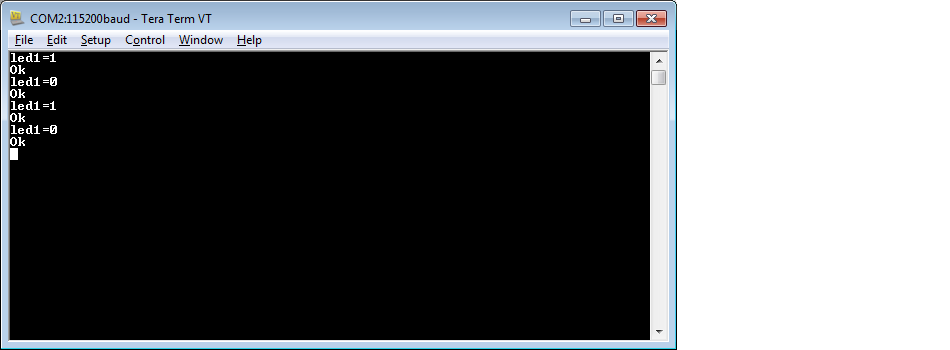 COM2:115200baud - Tera Term VT
File Edit Setup Control Window Help
led1=1
Ok
led1=0
Ok
led1=1
Ok
led1=0
Ok